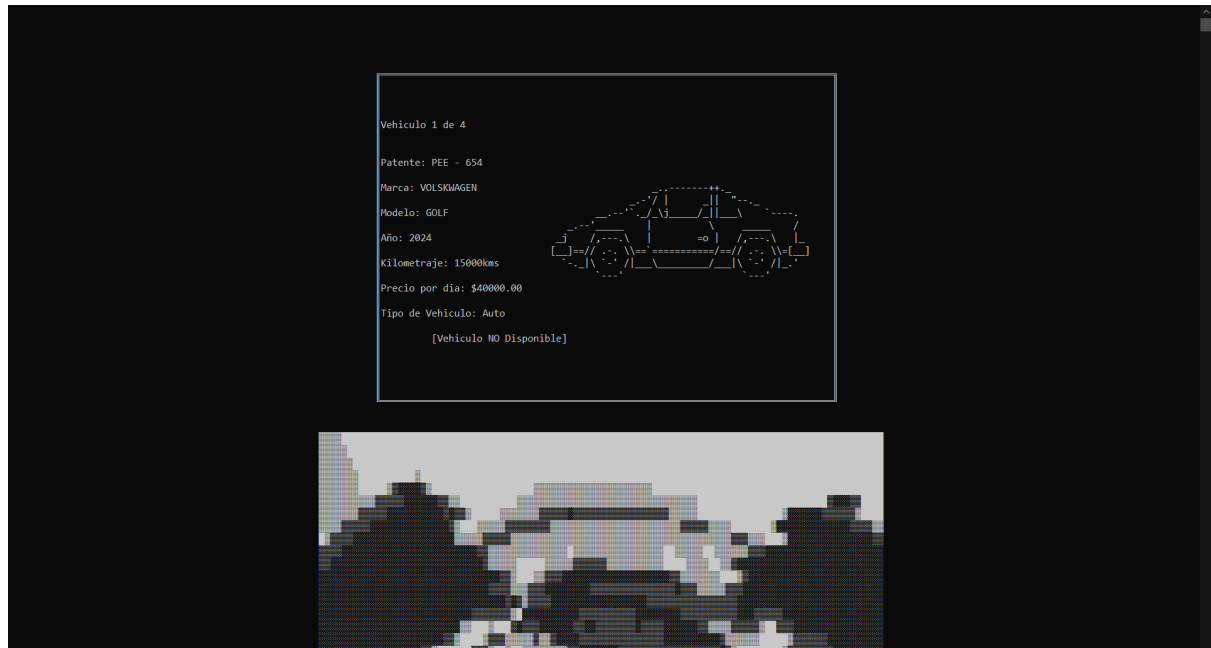 Vehiculo 1 de 4
Patente: PEE - 654
Marca: VOLSKWAGEN
Modelo: GOLF
Año: 2024
Kilometraje: 15000kms
Precio por dia: $40000.00
Tipo de Vehiculo: Auto
[Vehiculo NO Disponible]